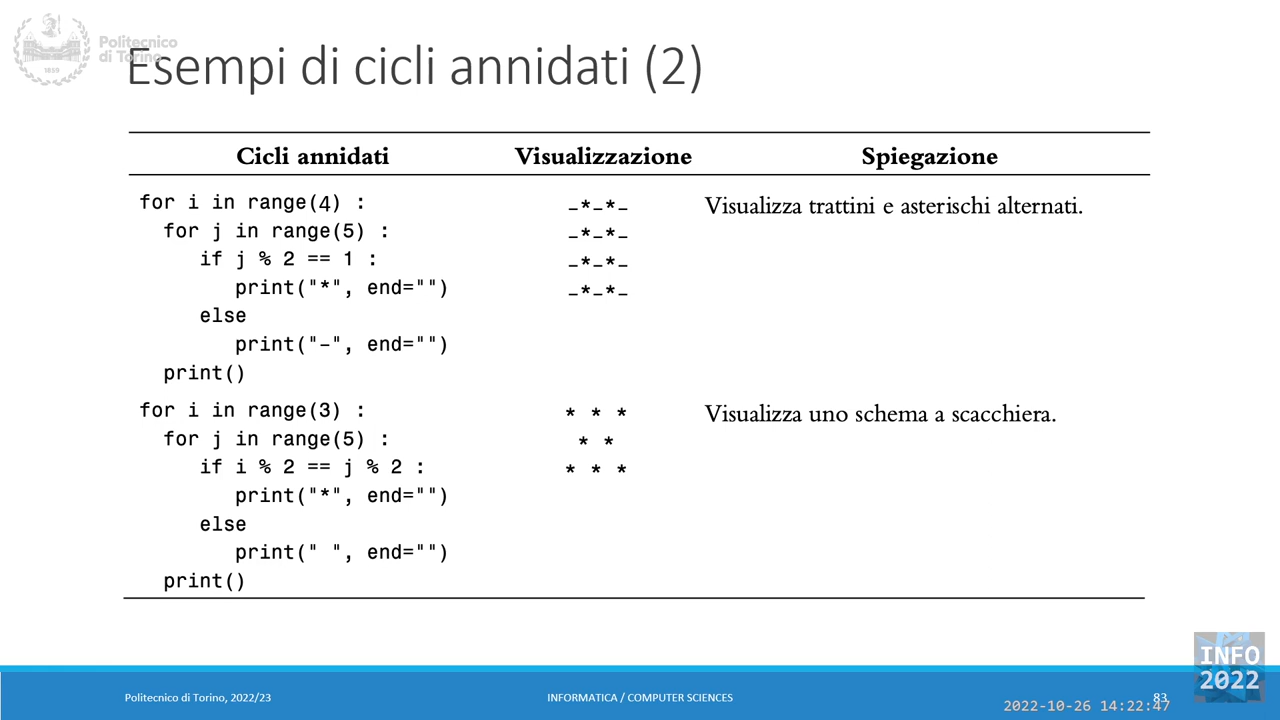 Politecnico
di Torino
1859
Esempi di cicli annidati (2)
Cicli annidati Visualizzazione Spiegazione
for i in range(4) : -*-*- Visualizza trattini e asterischi alternati.
for j in range(5) : -*-*-
if j % 2 == 1 : -*-*-
print("*", end="") -*-*-
else
print("-", end="")
print()
for i in range(3) : * * * Visualizza uno schema a scacchiera.
for j in range(5) : * *
if i % 2 == j % 2 : * * *
print("*", end="")
else
print(" ", end="")
print()
INFO
2022
Politecnico di Torino, 2022/23 INFORMATICA / COMPUTER SCIENCES 83
2022-10-26 14:22:47